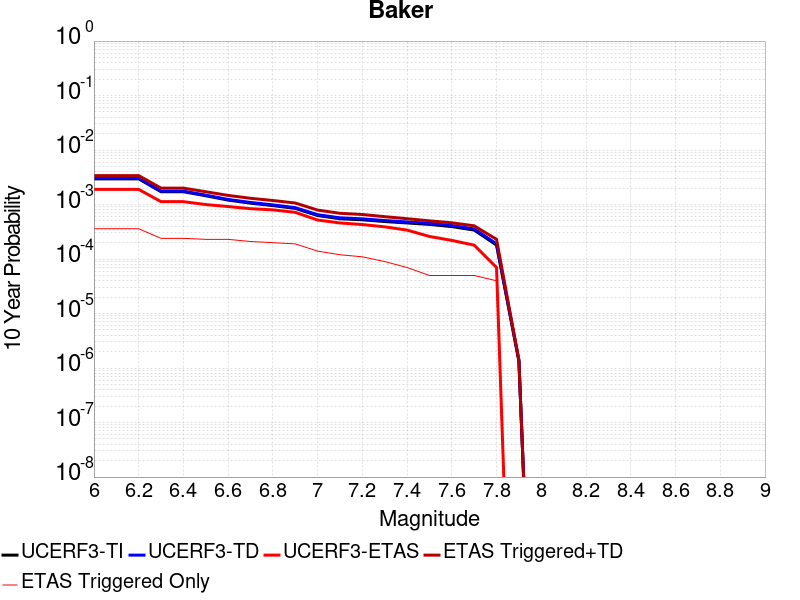 Baker
10^0
10^-1
10^-2
10^-3
10^-4
10^-5
10^-6
10^-7
10^-8
10 Year Probability
6 6.2 6.4 6.6 6.8 7 7.2 7.4 7.6 7.8 8 8.2 8.4 8.6 8.8 9
Magnitude
UCERF3-TI UCERF3-TD UCERF3-ETAS ETAS Triggered+TD
ETAS Triggered Only